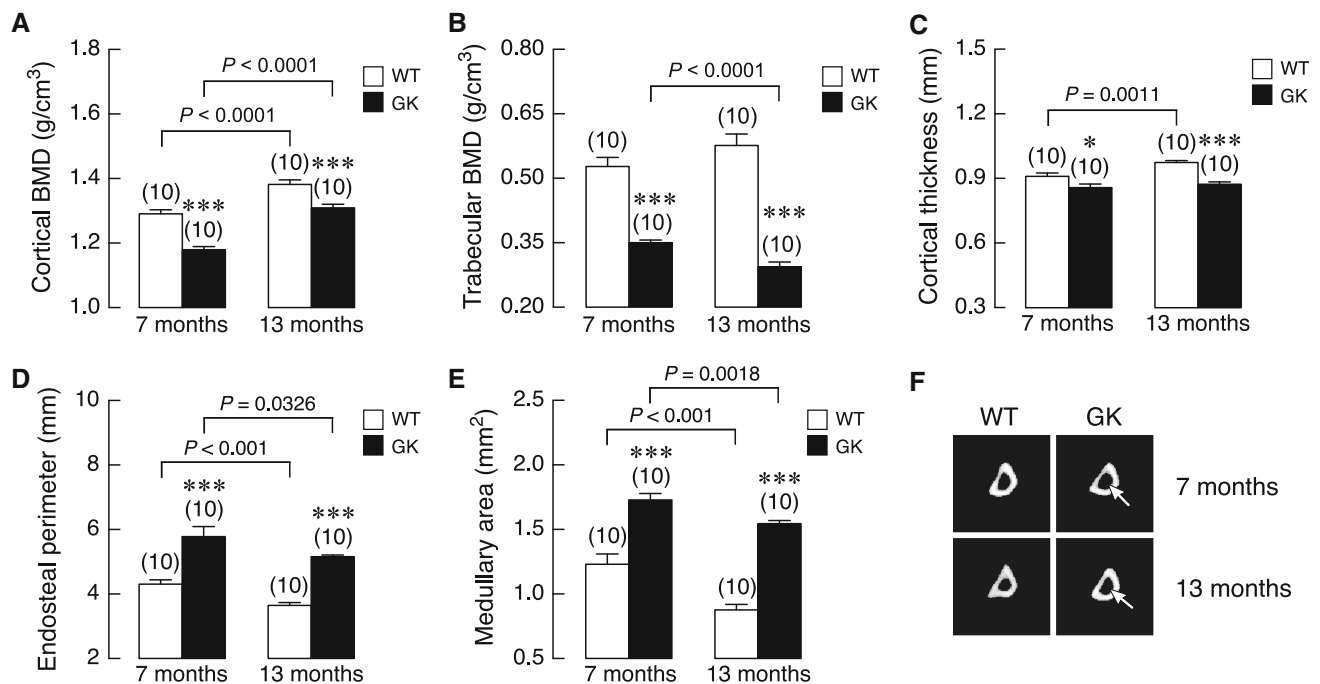 A
Cortical BMD (g/cm³)
1.8
1.6
1.4
1.2
1.0
P < 0.0001
P < 0.0001
WT
GK
(10)
***
(10)
(10)
***
(10)
7 months
13 months
B
Trabecular BMD (g/cm³)
0.80
0.65
0.50
0.35
0.20
P < 0.0001
WT
GK
(10)
***
(10)
(10)
***
(10)
7 months
13 months
C
Cortical thickness (mm)
1.5
1.2
0.9
0.6
0.3
P = 0.0011
WT
GK
(10)
*
(10)
(10)
***
(10)
7 months
13 months
D
Endosteal perimeter (mm)
10
8
6
4
2
P = 0.0326
P < 0.001
WT
GK
(10)
***
(10)
(10)
***
(10)
7 months
13 months
E
Medullary area (mm²)
2.5
2.0
1.5
1.0
0.5
P = 0.0018
P < 0.001
WT
GK
(10)
***
(10)
(10)
***
(10)
7 months
13 months
F
WT
GK
7 months
13 months